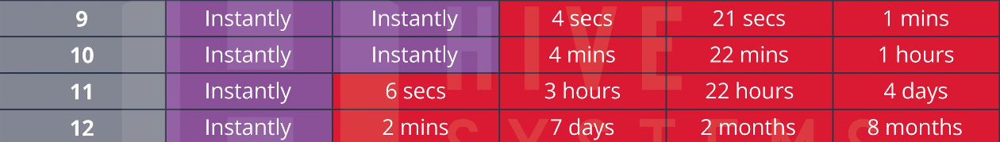 9 Instantly Instantly 4 secs 21 secs 1 mins
10 Instantly Instantly 4 mins 22 mins 1 hours
11 Instantly 6 secs 3 hours 22 hours 4 days
12 Instantly 2 mins 7 days 2 months 8 months
HIVE
SYSTEMS